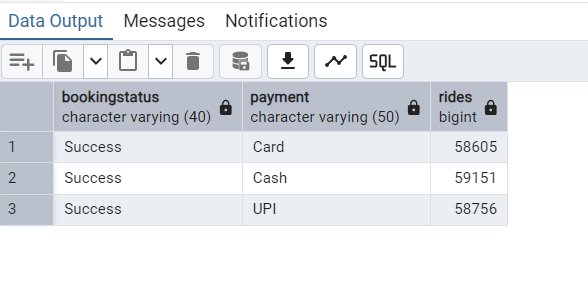 Data Output Messages Notifications
SQL
bookingstatus payment rides
character varying (40) character varying (50) bigint
1 Success Card 58605
2 Success Cash 59151
3 Success UPI 58756